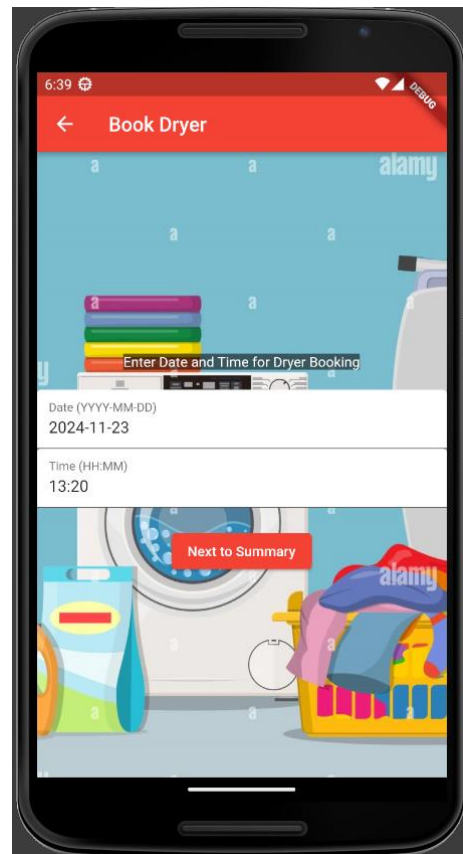 6:39
DEBUG
Book Dryer
a a alamy
a a
a a a
Enter Date and Time for Dryer Booking
Date (YYYY-MM-DD)
2024-11-23
Time (HH:MM)
13:20
a a
Next to Summary
alamy
a a
a a